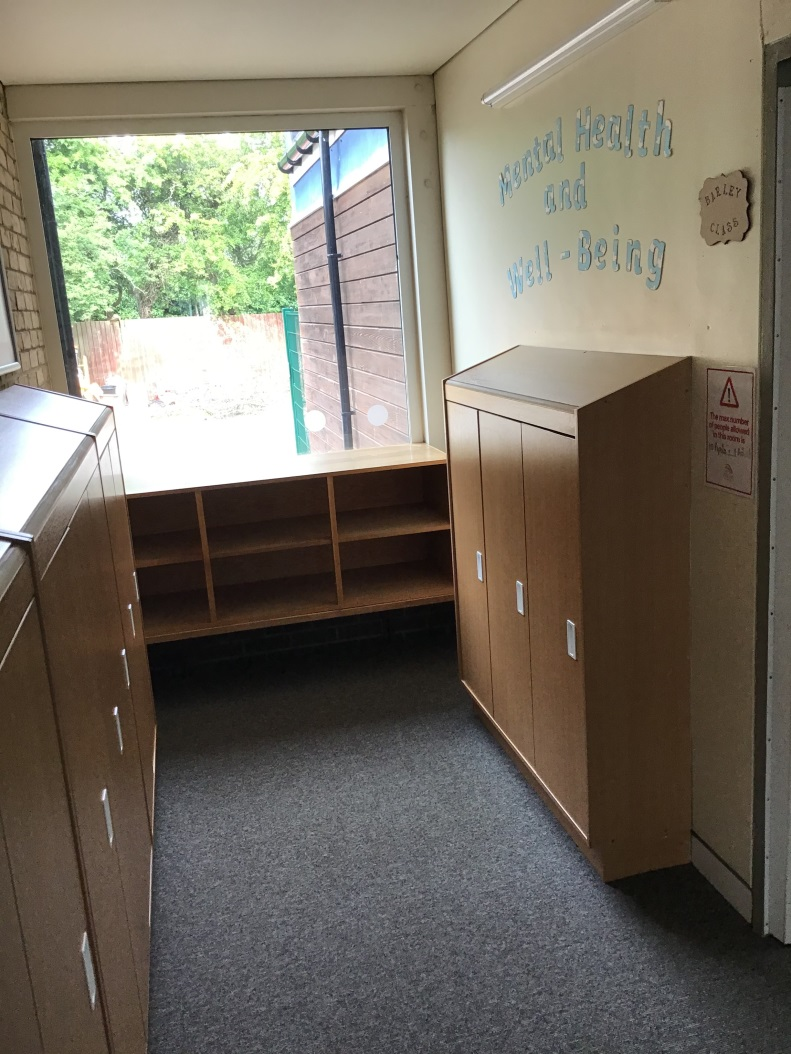 Mental Health
and
Well-Being
BARLEY
CLASS
The max number
of people allowed
in this room is